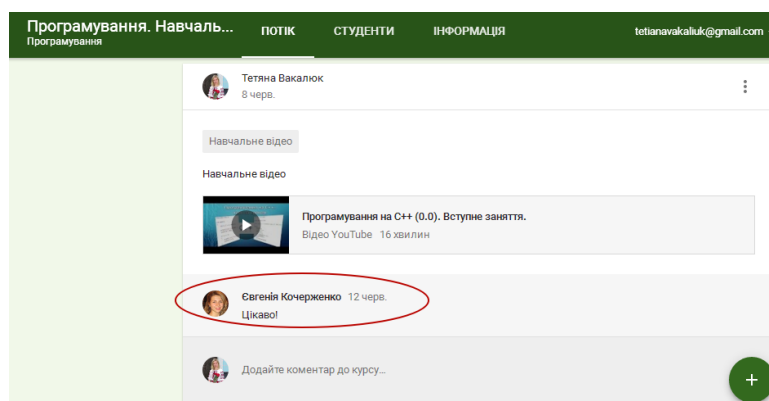 Програмування. Навчаль...
Програмування
ПОТІК СТУДЕНТИ ІНФОРМАЦІЯ
tetianavakaliuk@gmail.com
Тетяна Вакалюк
8 черв.
Навчальне відео
Навчальне відео
Програмування на C++ (0.0). Вступне заняття.
Відео YouTube 16 хвилин
Євгенія Кочерженко 12 черв.
Цікаво!
Додайте коментар до курсу...